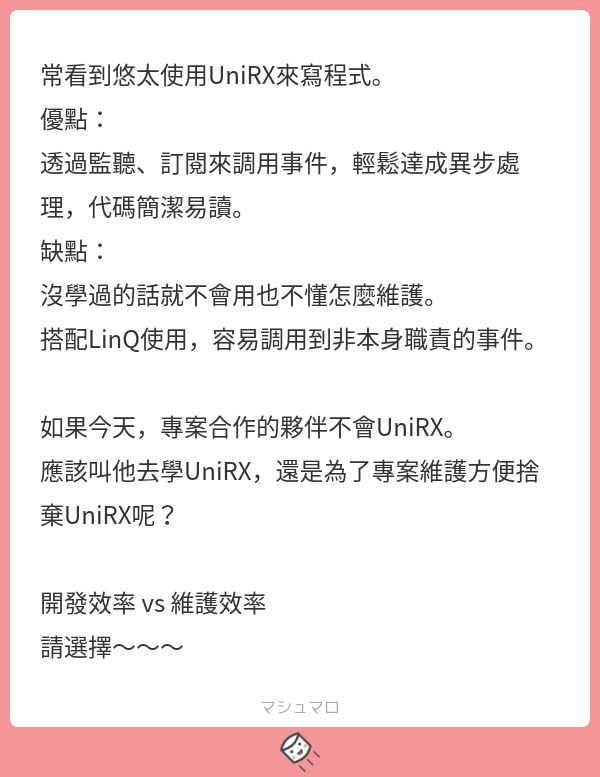 常看到悠太使用UniRX來寫程式。
優點：
透過監聽、訂閱來調用事件，輕鬆達成異步處
理，代碼簡潔易讀。
缺點：
沒學過的話就不會用也不懂怎麼維護。
搭配LinQ使用，容易調用到非本身職責的事件。
如果今天，專案合作的夥伴不會UniRX。
應該叫他去學UniRX，還是為了專案維護方便捨
棄UniRX呢？
開發效率 vs 維護效率
請選擇～～～
マシュマロ